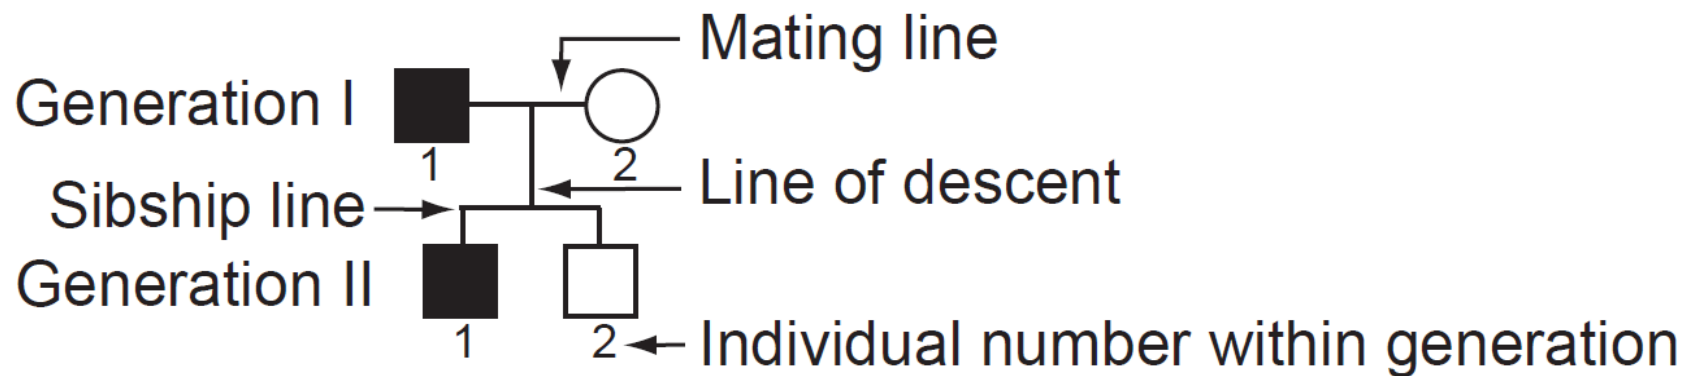 Mating line
Generation I
1 2
Line of descent
Sibship line
Generation II
1 2
Individual number within generation